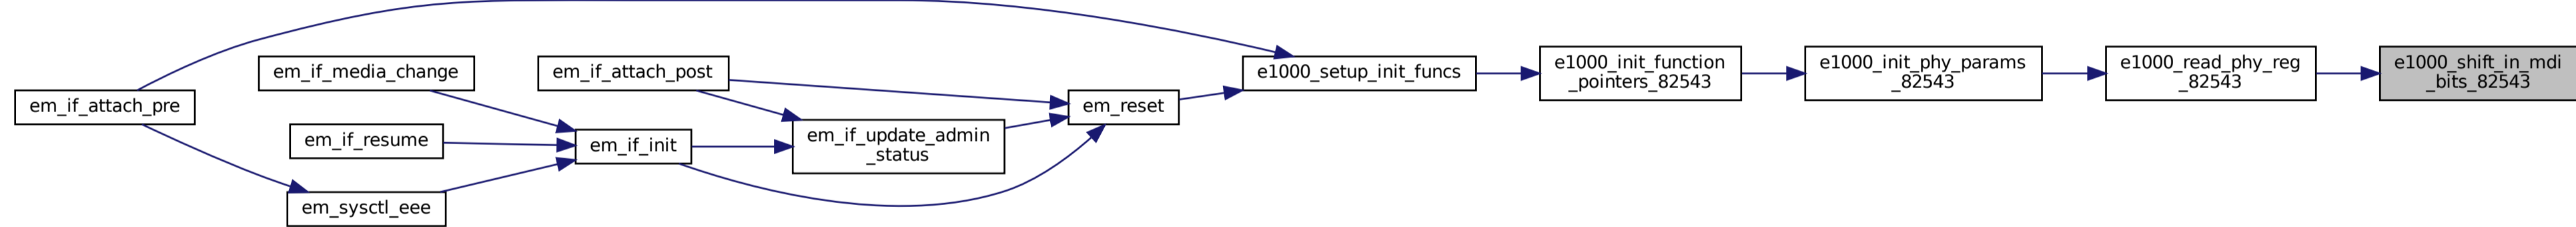 em_if_attach_pre
em_if_media_change
em_if_resume
em_sysctl_eee
em_if_attach_post
em_if_init
em_if_update_admin
_status
em_reset
e1000_setup_init_funcs
e1000_init_function
_pointers_82543
e1000_init_phy_params
_82543
e1000_read_phy_reg
_82543
e1000_shift_in_mdi
_bits_82543